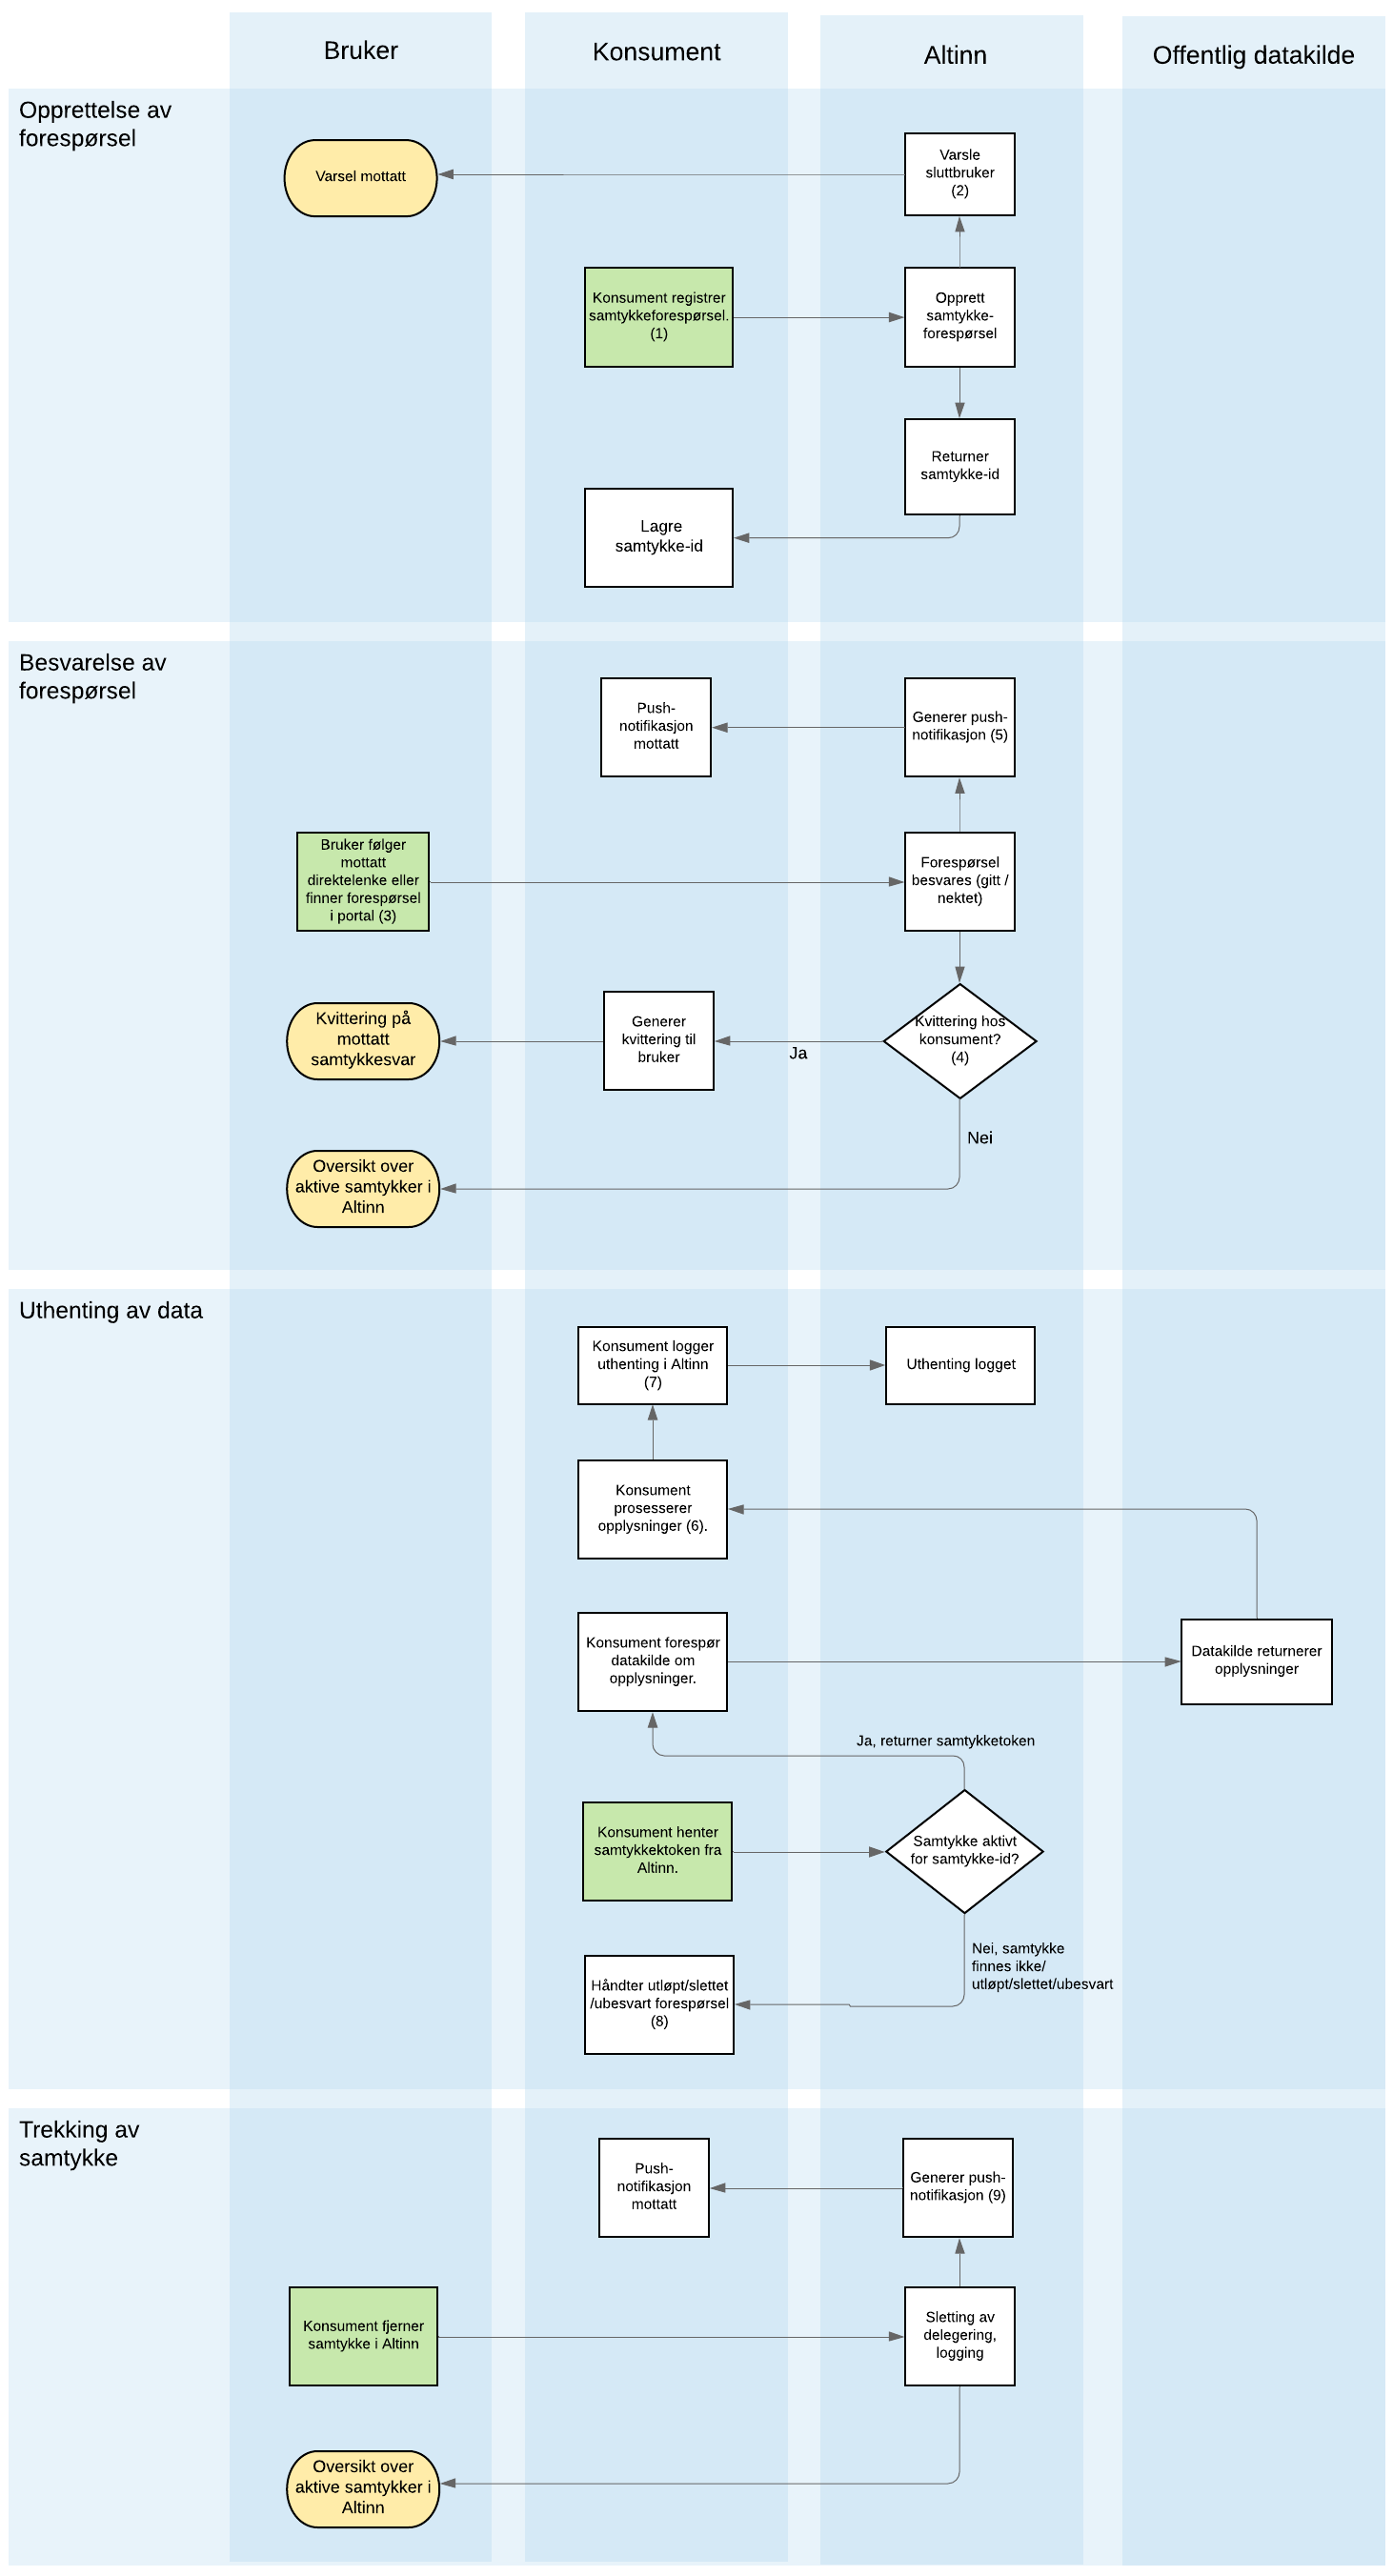 Bruker
Konsument
Altinn
Offentlig datakilde
Opprettelse av
forespørsel
Varsel mottatt
Varsle
sluttbruker
(2)
Konsument registrer
samtykkeforespørsel.
(1)
Opprett
samtykke-
forespørsel
Returner
samtykke-id
Lagre
samtykke-id
Besvarelse av
forespørsel
Push-
notifikasjon
mottatt
Generer push-
notifikasjon (5)
Bruker følger
mottatt
direktelenke eller
finner forespørsel
i portal (3)
Forespørsel
besvares (gitt /
nektet)
Kvittering på
mottatt
samtykkesvar
Generer
kvittering til
bruker
Ja
Kvittering hos
konsument?
(4)
Nei
Oversikt over
aktive samtykker i
Altinn
Uthenting av data
Konsument logger
uthenting i Altinn
(7)
Uthenting logget
Konsument
prosesserer
opplysninger (6).
Konsument forespør
datakilde om
opplysninger.
Datakilde returnerer
opplysninger
Ja, returner samtykketoken
Konsument henter
samtykkektoken fra
Altinn.
Samtykke aktivt
for samtykke-id?
Nei, samtykke
finnes ikke/
utløpt/slettet/ubesvart
Håndter utløpt/slettet
/ubesvart forespørsel
(8)
Trekking av
samtykke
Push-
notifikasjon
mottatt
Generer push-
notifikasjon (9)
Konsument fjerner
samtykke i Altinn
Sletting av
delegering,
logging
Oversikt over
aktive samtykker i
Altinn